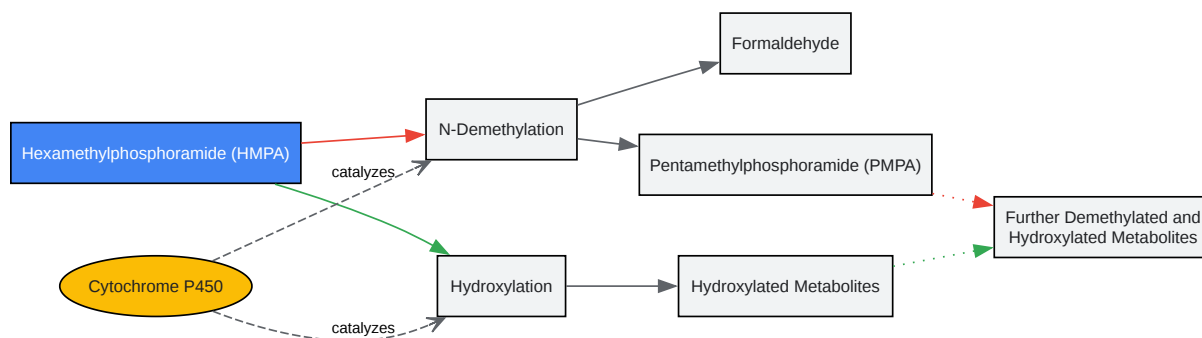 Formaldehyde
N-Demethylation
Hexamethylphosphoramide (HMPA)
Pentamethylphosphoramide (PMPA)
catalyzes
Further Demethylated and
Hydroxylated Metabolites
Cytochrome P450
Hydroxylation
Hydroxylated Metabolites
catalyzes